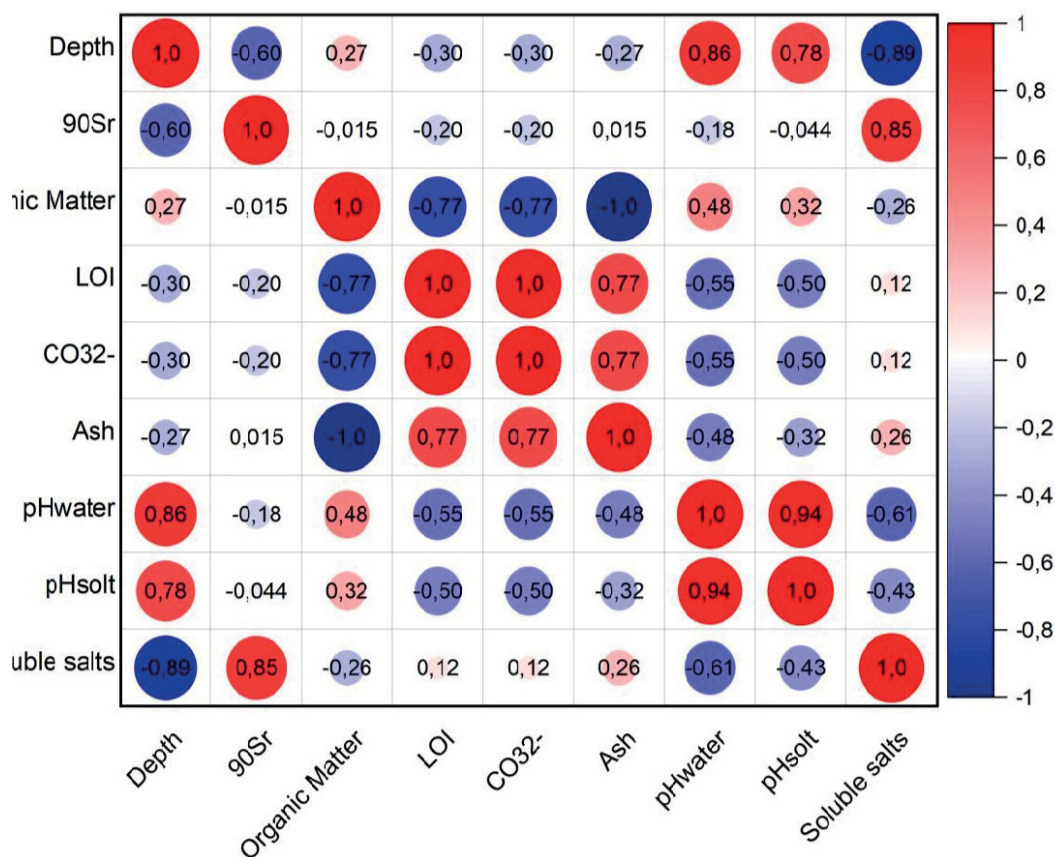 Depth 1,0 -0,60 0,27 -0,30 -0,30 -0,27 0,86 0,78 -0,89
90Sr -0,60 1,0 -0,015 -0,20 -0,20 0,015 -0,18 -0,044 0,85
nic Matter 0,27 -0,015 1,0 -0,77 -0,77 -1,0 0,48 0,32 -0,26
LOI -0,30 -0,20 -0,77 1,0 1,0 0,77 -0,55 -0,50 0,12
CO32- -0,30 -0,20 -0,77 1,0 1,0 0,77 -0,55 -0,50 0,12
Ash -0,27 0,015 -1,0 0,77 0,77 1,0 -0,48 -0,32 0,26
pHwater 0,86 -0,18 0,48 -0,55 -0,55 -0,48 1,0 0,94 -0,61
pHsolt 0,78 -0,044 0,32 -0,50 -0,50 -0,32 0,94 1,0 -0,43
uble salts -0,89 0,85 -0,26 0,12 0,12 0,26 -0,61 -0,43 1,0
Depth 90Sr Organic Matter LOI CO32- Ash pHwater pHsolt Soluble salts
1
0,8
0,6
0,4
0,2
0
-0,2
-0,4
-0,6
-0,8
-1